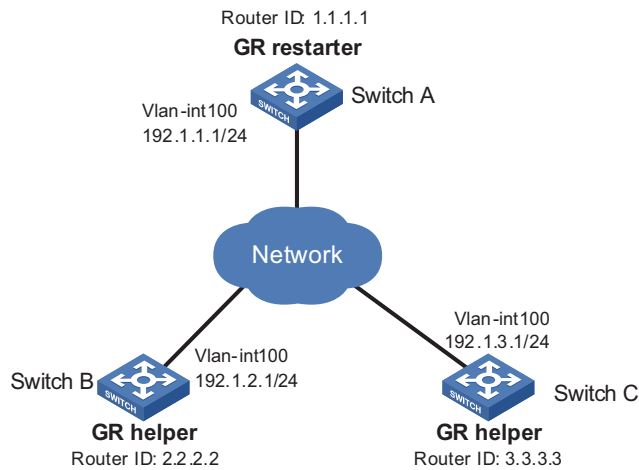 Router ID: 1.1.1.1
GR restarter
Switch A
SWITCH
Vlan-int100
192.1.1.1/24
Network
Vlan-int100
192.1.2.1/24
Switch B
SWITCH
GR helper
Router ID: 2.2.2.2
Vlan-int100
192.1.3.1/24
Switch C
SWITCH
GR helper
Router ID: 3.3.3.3